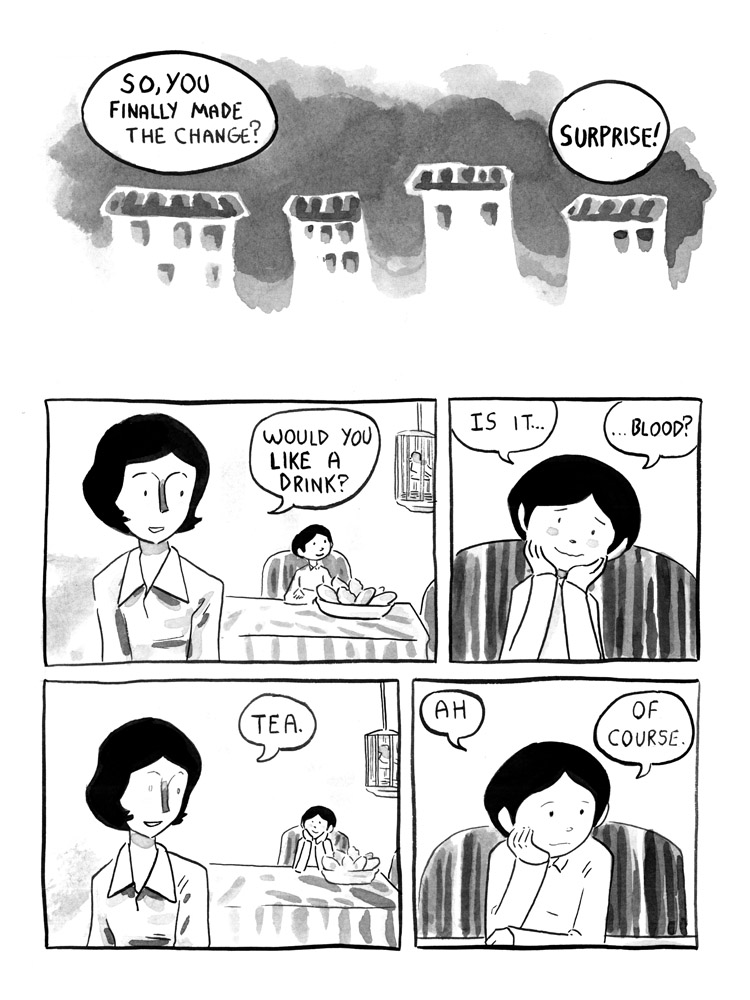 SO, YOU
FINALLY MADE
THE CHANGE?
SURPRISE!
WOULD YOU
LIKE A
DRINK?
IS IT...
...BLOOD?
TEA.
AH
OF
COURSE.